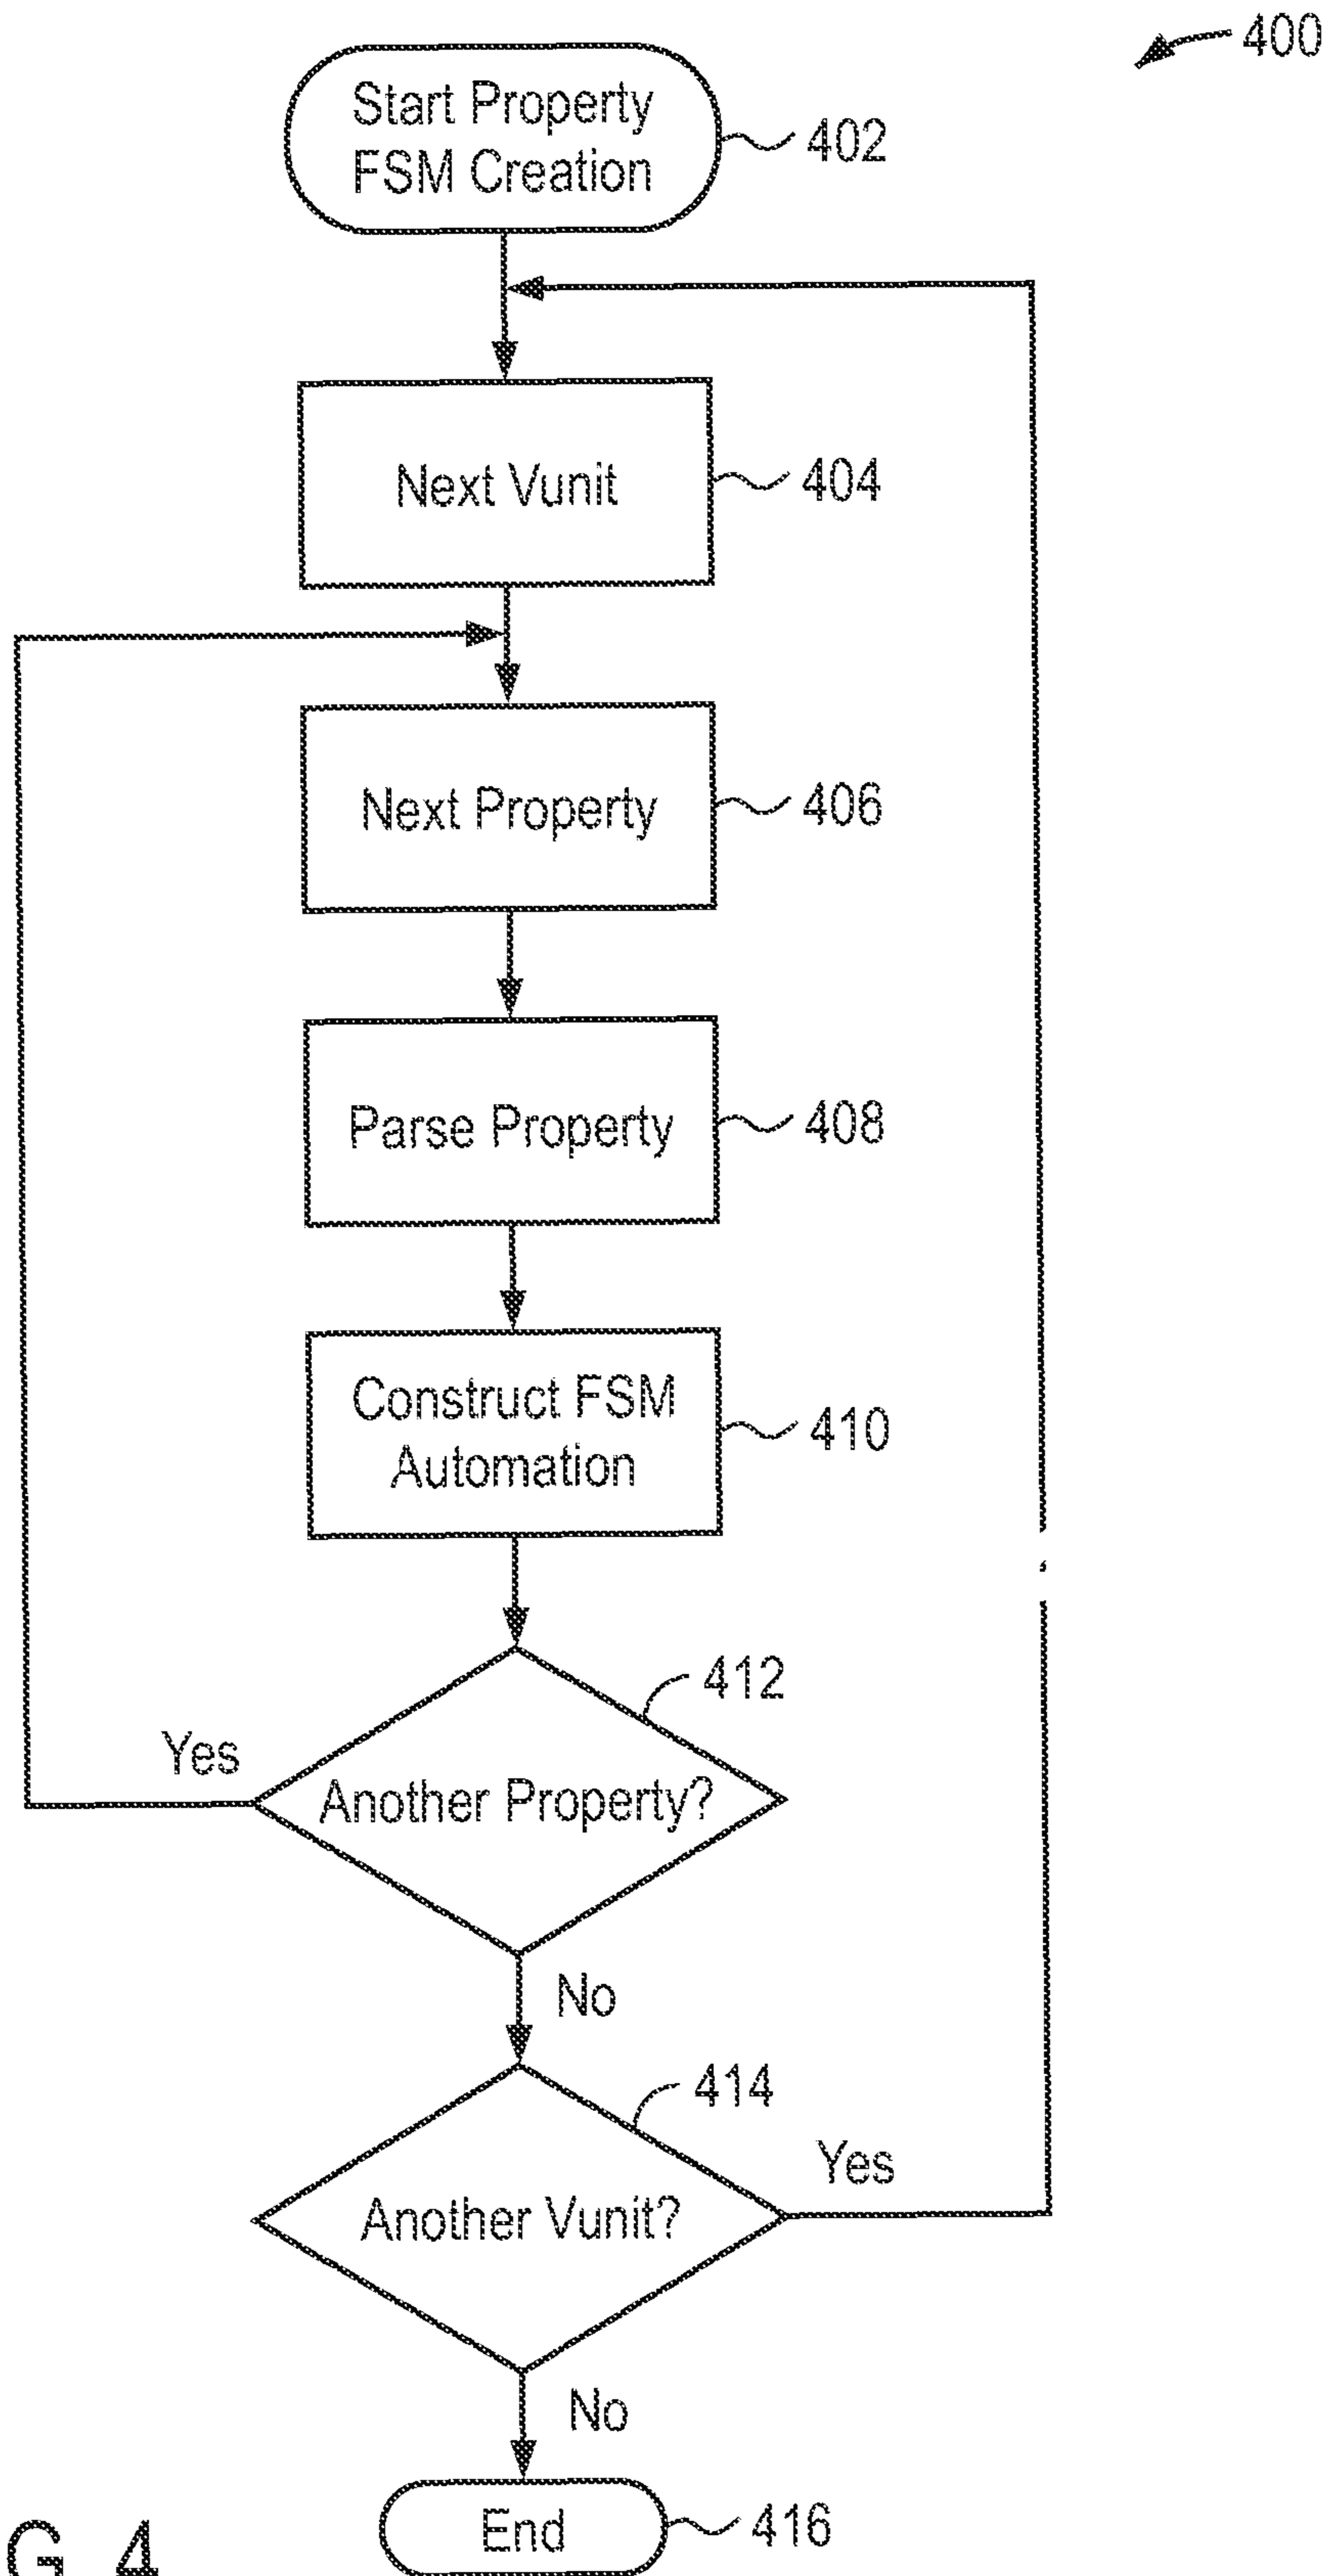 400
Start Property
FSM Creation
402
Next Vunit
404
Next Property
406
Parse Property
408
Construct FSM
Automation
410
412
Another Property?
Yes
No
414
Another Vunit?
Yes
No
End
416
G. 4